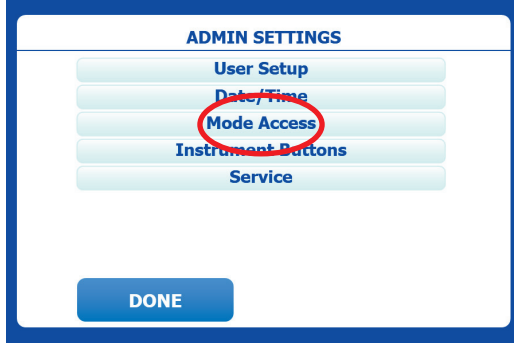 ADMIN SETTINGS
User Setup
Date/Time
Mode Access
Instrument Buttons
Service
DONE